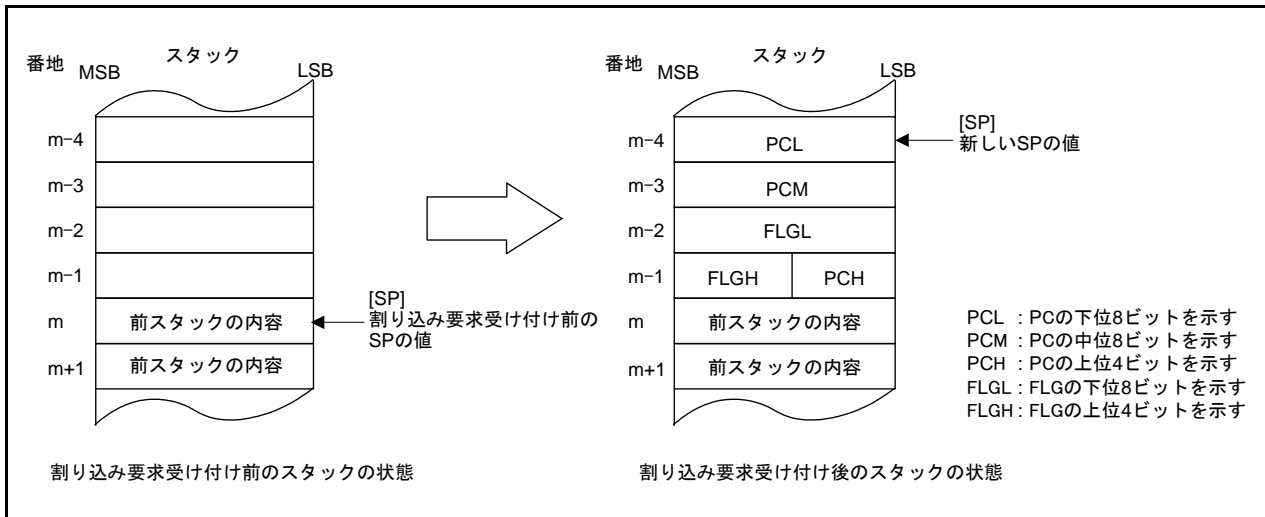 スタック
番地 MSB LSB
m-4
m-3
m-2
m-1
m 前スタックの内容
m+1 前スタックの内容
[SP]
割り込み要求受け付け前の
SPの値
割り込み要求受け付け前のスタックの状態
スタック
番地 MSB LSB
m-4 PCL
m-3 PCM
m-2 FLGL
m-1 FLGH PCH
m 前スタックの内容
m+1 前スタックの内容
[SP]
新しいSPの値
PCL : PCの下位8ビットを示す
PCM : PCの中位8ビットを示す
PCH : PCの上位4ビットを示す
FLGL : FLGの下位8ビットを示す
FLGH : FLGの上位4ビットを示す
割り込み要求受け付け後のスタックの状態